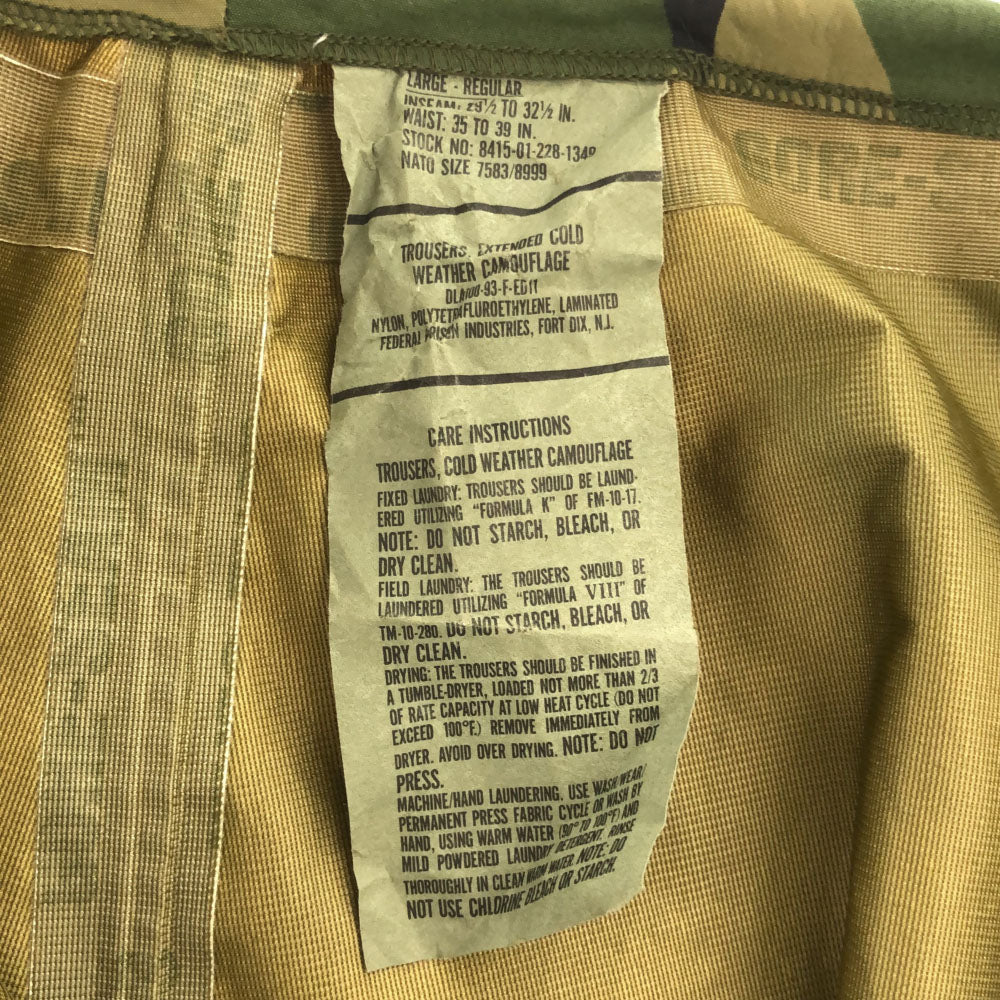 LARGE - REGULAR
INSEAM: 29½ TO 32½ IN.
WAIST: 35 TO 39 IN.
STOCK NO: 8415-01-228-1349
NATO SIZE 7583/8999
TROUSERS, EXTENDED COLD
WEATHER CAMOUFLAGE
DLA100-93-F-ED11
NYLON, POLYTETRAFLUROETHYLENE, LAMINATED
FEDERAL PRISON INDUSTRIES, FORT DIX, N.J.
CARE INSTRUCTIONS
TROUSERS, COLD WEATHER CAMOUFLAGE
FIXED LAUNDRY: TROUSERS SHOULD BE LAUND-
ERED UTILIZING "FORMULA K" OF FM-10-17.
NOTE: DO NOT STARCH, BLEACH, OR
DRY CLEAN.
FIELD LAUNDRY: THE TROUSERS SHOULD BE
LAUNDERED UTILIZING "FORMULA VIII" OF
TM-10-280. DO NOT STARCH, BLEACH, OR
DRY CLEAN.
DRYING: THE TROUSERS SHOULD BE FINISHED IN
A TUMBLE-DRYER, LOADED NOT MORE THAN 2/3
OF RATE CAPACITY AT LOW HEAT CYCLE (DO NOT
EXCEED 100°F.) REMOVE IMMEDIATELY FROM
DRYER. AVOID OVER DRYING. NOTE: DO NOT
PRESS.
MACHINE/HAND LAUNDERING, USE WASH/WEAR/
PERMANENT PRESS FABRIC CYCLE OR WASH BY
HAND, USING WARM WATER (90° TO 100°F) AND
MILD POWDERED LAUNDRY DETERGENT. RINSE
THOROUGHLY IN CLEAN WARM WATER. NOTE: DO
NOT USE CHLORINE BLEACH OR STARCH.